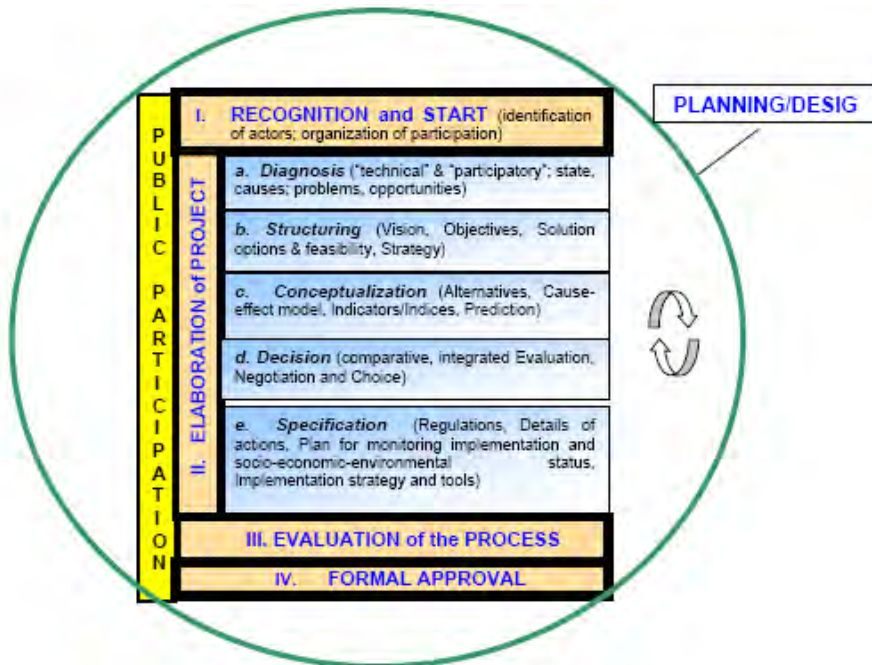 PLANNING/DESIG
PUBLIC PARTICIPATION
I. RECOGNITION and START (identification
of actors; organization of participation)
II. ELABORATION of PROJECT
a. Diagnosis ("technical" & "participatory"; state,
causes; problems, opportunities)
b. Structuring (Vision, Objectives, Solution
options & feasibility, Strategy)
c. Conceptualization (Alternatives, Cause-
effect model, Indicators/Indices, Prediction)
d. Decision (comparative, integrated Evaluation,
Negotiation and Choice)
e. Specification (Regulations, Details of
actions, Plan for monitoring implementation and
socio-economic-environmental status,
Implementation strategy and tools)
III. EVALUATION of the PROCESS
IV. FORMAL APPROVAL